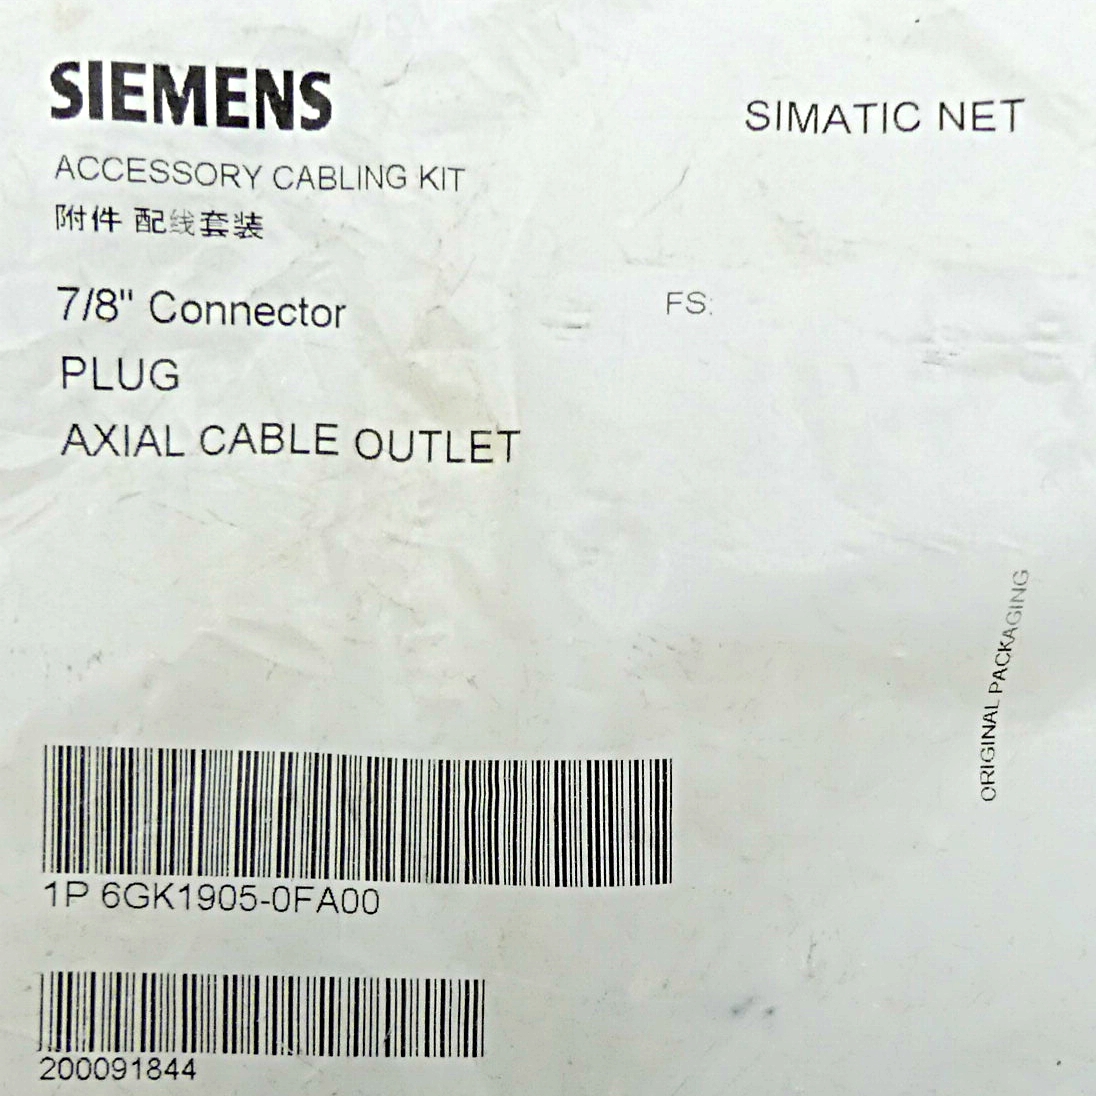 SIEMENS
SIMATIC NET
ACCESSORY CABLING KIT
附件 配线套装
7/8" Connector
FS:
PLUG
AXIAL CABLE OUTLET
ORIGINAL PACKAGING
1P 6GK1905-0FA00
200091844